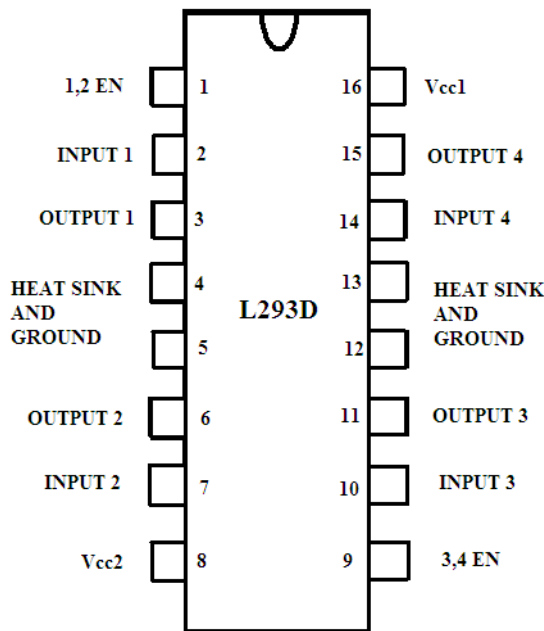 1,2 EN
1
16
Vcc1
INPUT 1
2
15
OUTPUT 4
OUTPUT 1
3
14
INPUT 4
HEAT SINK
AND
GROUND
4
5
L293D
13
12
HEAT SINK
AND
GROUND
OUTPUT 2
6
11
OUTPUT 3
INPUT 2
7
10
INPUT 3
Vcc2
8
9
3,4 EN